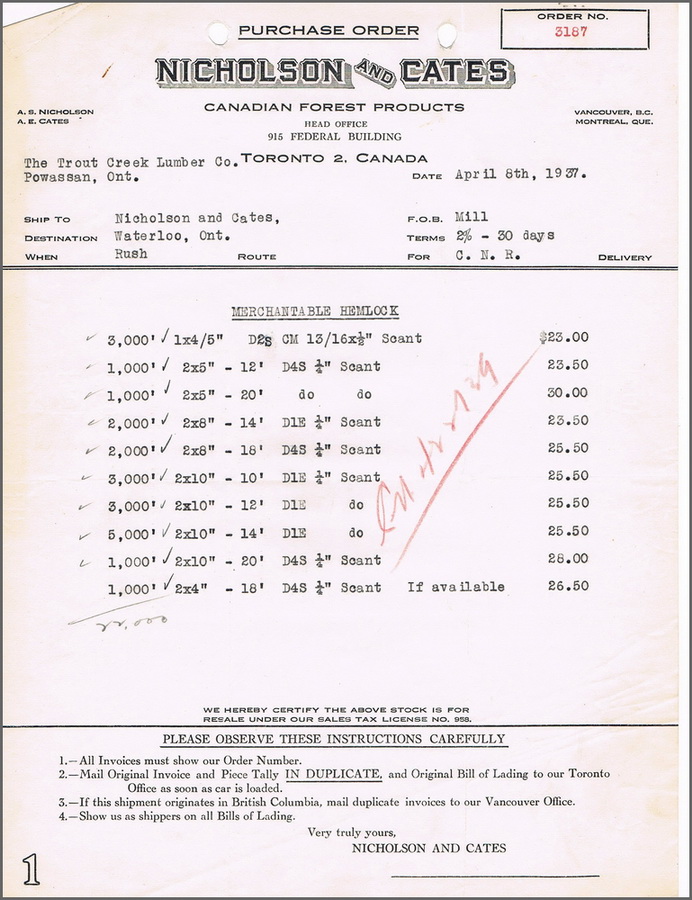 PURCHASE ORDER
ORDER NO.
3187
NICHOLSON AND CATES
CANADIAN FOREST PRODUCTS
A. S. NICHOLSON
A. E. CATES
HEAD OFFICE
915 FEDERAL BUILDING
VANCOUVER, B.C.
MONTREAL, QUE.
TORONTO 2, CANADA
The Trout Creek Lumber Co.
Powassan, Ont.
DATE April 8th, 1937.
SHIP TO Nicholson and Cates, F.O.B. Mill
DESTINATION Waterloo, Ont. TERMS 2% - 30 days
WHEN Rush ROUTE FOR C. N. R. DELIVERY
MERCHANTABLE HEMLOCK
✓ 3,000' ✓ 1x4/5" D2S CM 13/16x½" Scant $23.00
✓ 1,000' ✓ 2x5" - 12' D4S ¼" Scant 23.50
✓ 1,000' ✓ 2x5" - 20' do do 30.00
✓ 2,000' ✓ 2x8" - 14' D1E ¼" Scant 23.50
✓ 2,000' ✓ 2x8" - 18' D4S ¼" Scant 25.50
✓ 3,000' ✓ 2x10" - 10' D1E ¼" Scant 25.50
✓ 3,000' ✓ 2x10" - 12' D1E do 25.50
✓ 5,000' ✓ 2x10" - 14' D1E do 25.50
✓ 1,000' ✓ 2x10" - 20' D4S ¼" Scant 28.00
1,000' ✓ 2x4" - 18' D4S ¼" Scant If available 26.50
22,000
WE HEREBY CERTIFY THE ABOVE STOCK IS FOR
RESALE UNDER OUR SALES TAX LICENSE NO. 958.
PLEASE OBSERVE THESE INSTRUCTIONS CAREFULLY
1.—All Invoices must show our Order Number.
2.—Mail Original Invoice and Piece Tally IN DUPLICATE, and Original Bill of Lading to our Toronto
Office as soon as car is loaded.
3.—If this shipment originates in British Columbia, mail duplicate invoices to our Vancouver Office.
4.—Show us as shippers on all Bills of Lading.
Very truly yours,
NICHOLSON AND CATES
1